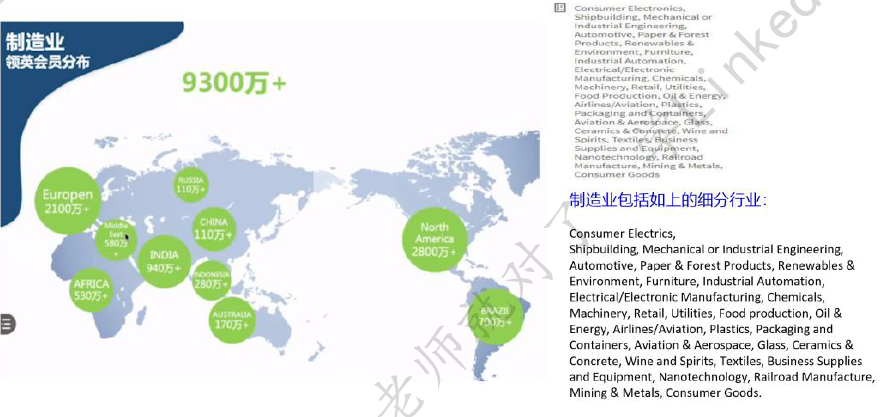 制造业
领英会员分布
9300万+
Europen
2100万+
Middle
East
580万
+
AFRICA
530万+
RUSSIA
110万+
CHINA
110万+
INDIA
940万+
INDONESIA
280万+
AUSTRALIA
170万+
North
America
2800万+
BRAZIL
700万+
Consumer Electronics,
Shipbuilding, Mechanical or
Industrial Engineering,
Automotive, Paper & Forest
Products, Renewables &
Environment, Furniture,
Industrial Automation,
Electrical/Electronic
Manufacturing, Chemicals,
Machinery, Retail, Utilities,
Food Production, Oil & Energy,
Airlines/Aviation, Plastics,
Packaging and Containers,
Aviation & Aerospace, Glass,
Ceramics & Concrete, Wine and
Spirits, Textiles, Business
Supplies and Equipment,
Nanotechnology, Railroad
Manufacture, Mining & Metals,
Consumer Goods
制造业包括如上的细分行业：
Consumer Electrics,
Shipbuilding, Mechanical or Industrial Engineering,
Automotive, Paper & Forest Products, Renewables &
Environment, Furniture, Industrial Automation,
Electrical/Electronic Manufacturing, Chemicals,
Machinery, Retail, Utilities, Food production, Oil &
Energy, Airlines/Aviation, Plastics, Packaging and
Containers, Aviation & Aerospace, Glass, Ceramics &
Concrete, Wine and Spirits, Textiles, Business Supplies
and Equipment, Nanotechnology, Railroad Manufacture,
Mining & Metals, Consumer Goods.
老师就对了
Linked